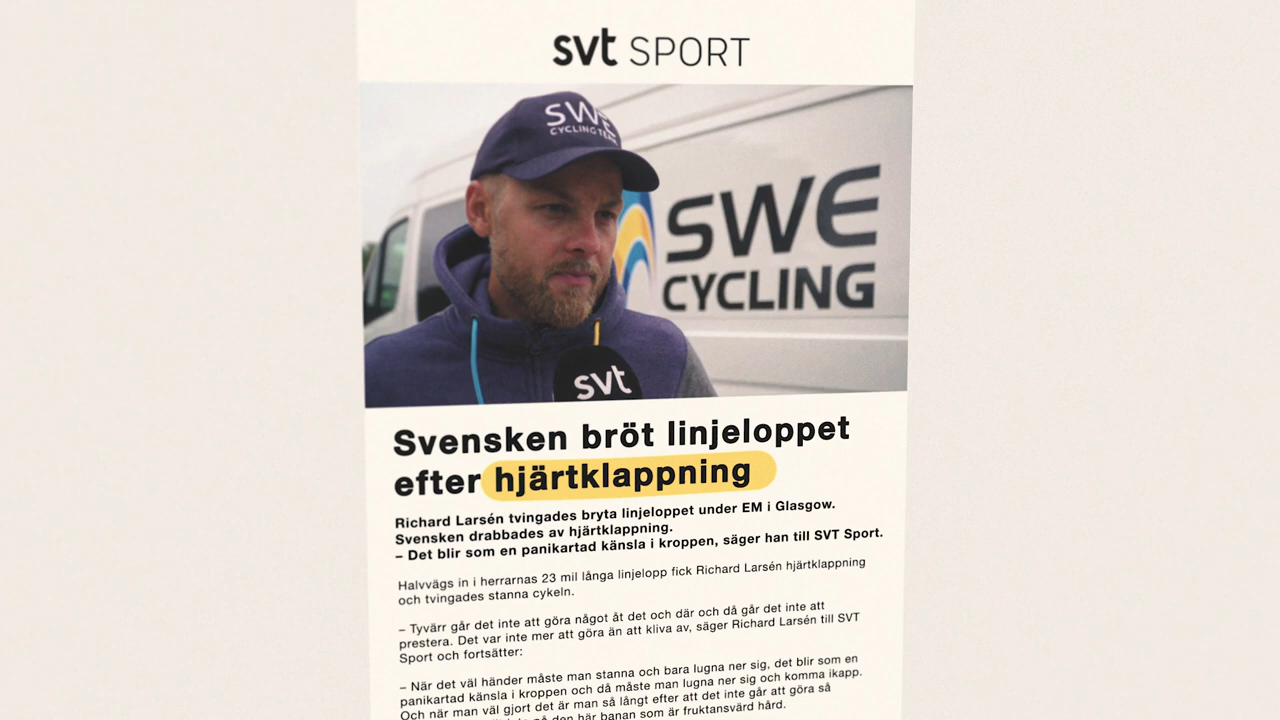 svt SPORT
SWE
CYCLING TEAM
SWE
CYCLING
svt
Svensken bröt linjeloppet
efter hjärtklappning
Richard Larsén tvingades bryta linjeloppet under EM i Glasgow.
Svensken drabbades av hjärtklappning.
– Det blir som en panikartad känsla i kroppen, säger han till SVT Sport.
Halvvägs in i herrarnas 23 mil långa linjelopp fick Richard Larsén hjärtklappning
och tvingades stanna cykeln.
– Tyvärr går det inte att göra något åt det och där och då går det inte att
prestera. Det var inte mer att göra än att kliva av, säger Richard Larsén till SVT
Sport och fortsätter:
– När det väl händer måste man stanna och bara lugna ner sig, det blir som en
panikartad känsla i kroppen och då måste man lugna ner sig och komma ikapp.
Och när man väl gjort det är man så långt efter att det inte går att göra så
på den här banan som är fruktansvärd hård.